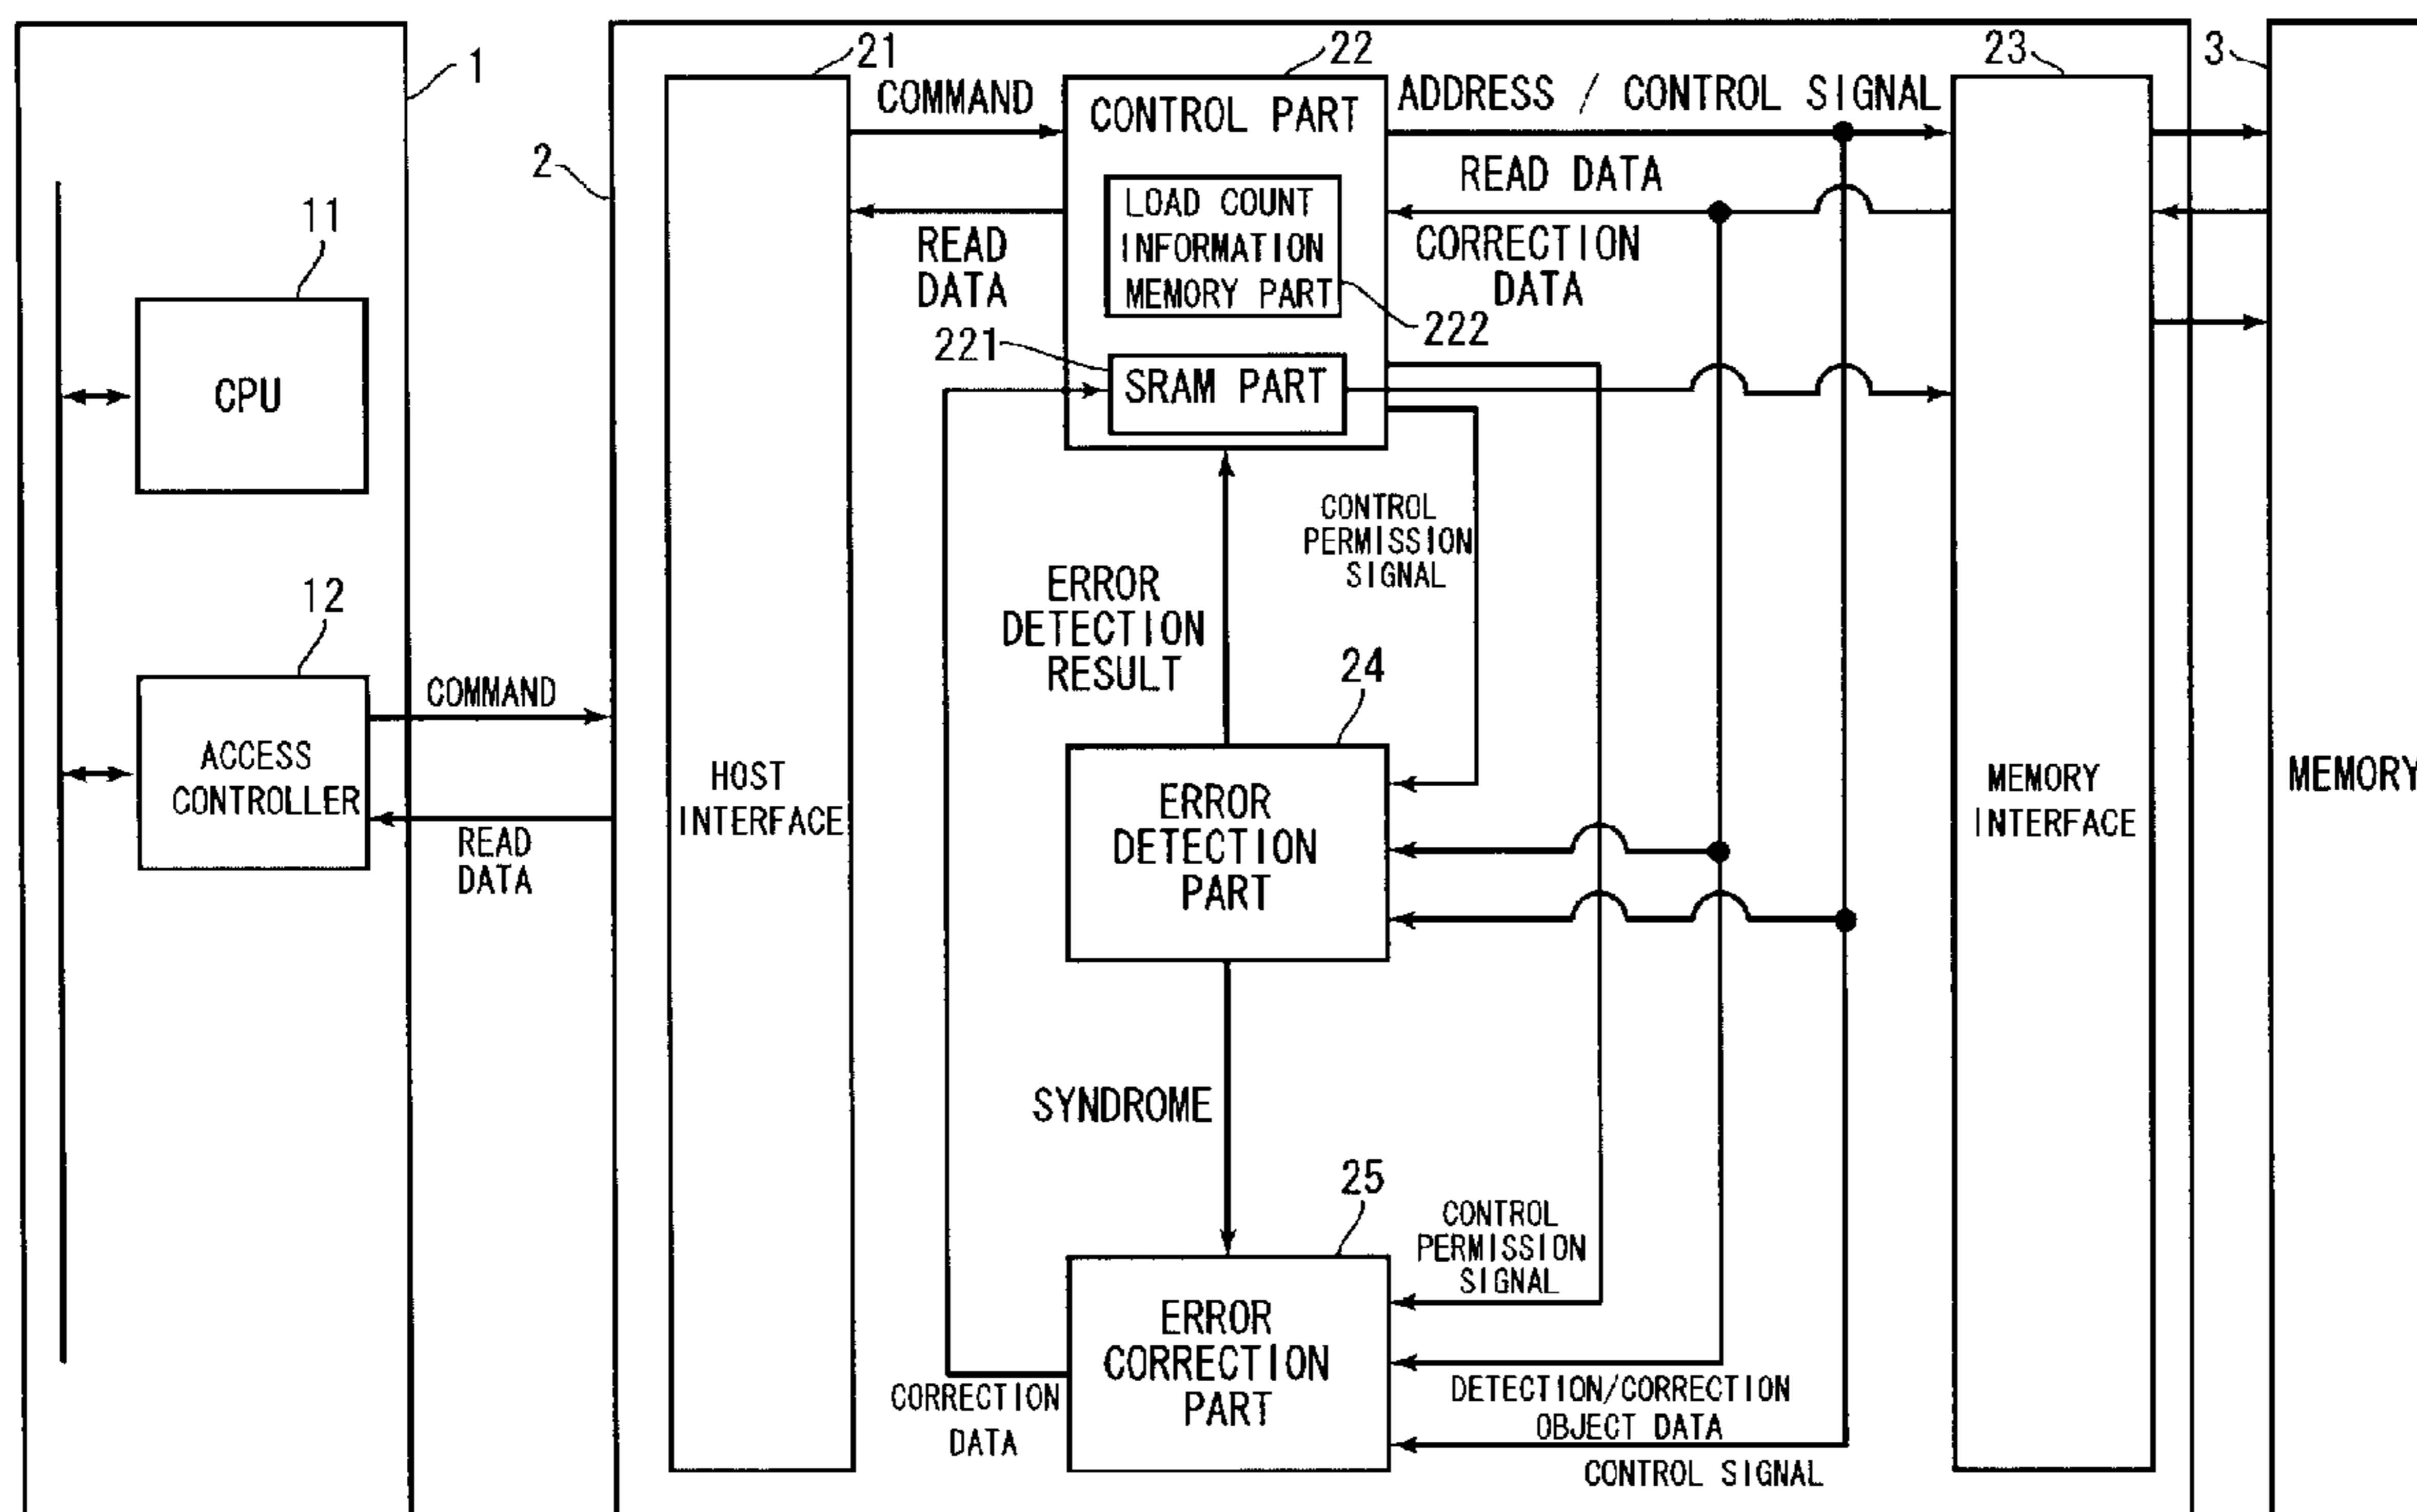 1
2
21
COMMAND
22
CONTROL PART
ADDRESS / CONTROL SIGNAL
23
3
READ DATA
LOAD COUNT
INFORMATION
MEMORY PART
222
READ
DATA
CORRECTION
DATA
11
CPU
221
SRAM PART
CONTROL
PERMISSION
SIGNAL
ERROR
DETECTION
RESULT
12
ACCESS
CONTROLLER
COMMAND
READ
DATA
HOST
INTERFACE
24
ERROR
DETECTION
PART
MEMORY
INTERFACE
MEMORY
SYNDROME
25
ERROR
CORRECTION
PART
CONTROL
PERMISSION
SIGNAL
CORRECTION
DATA
DETECTION/CORRECTION
OBJECT DATA
CONTROL SIGNAL